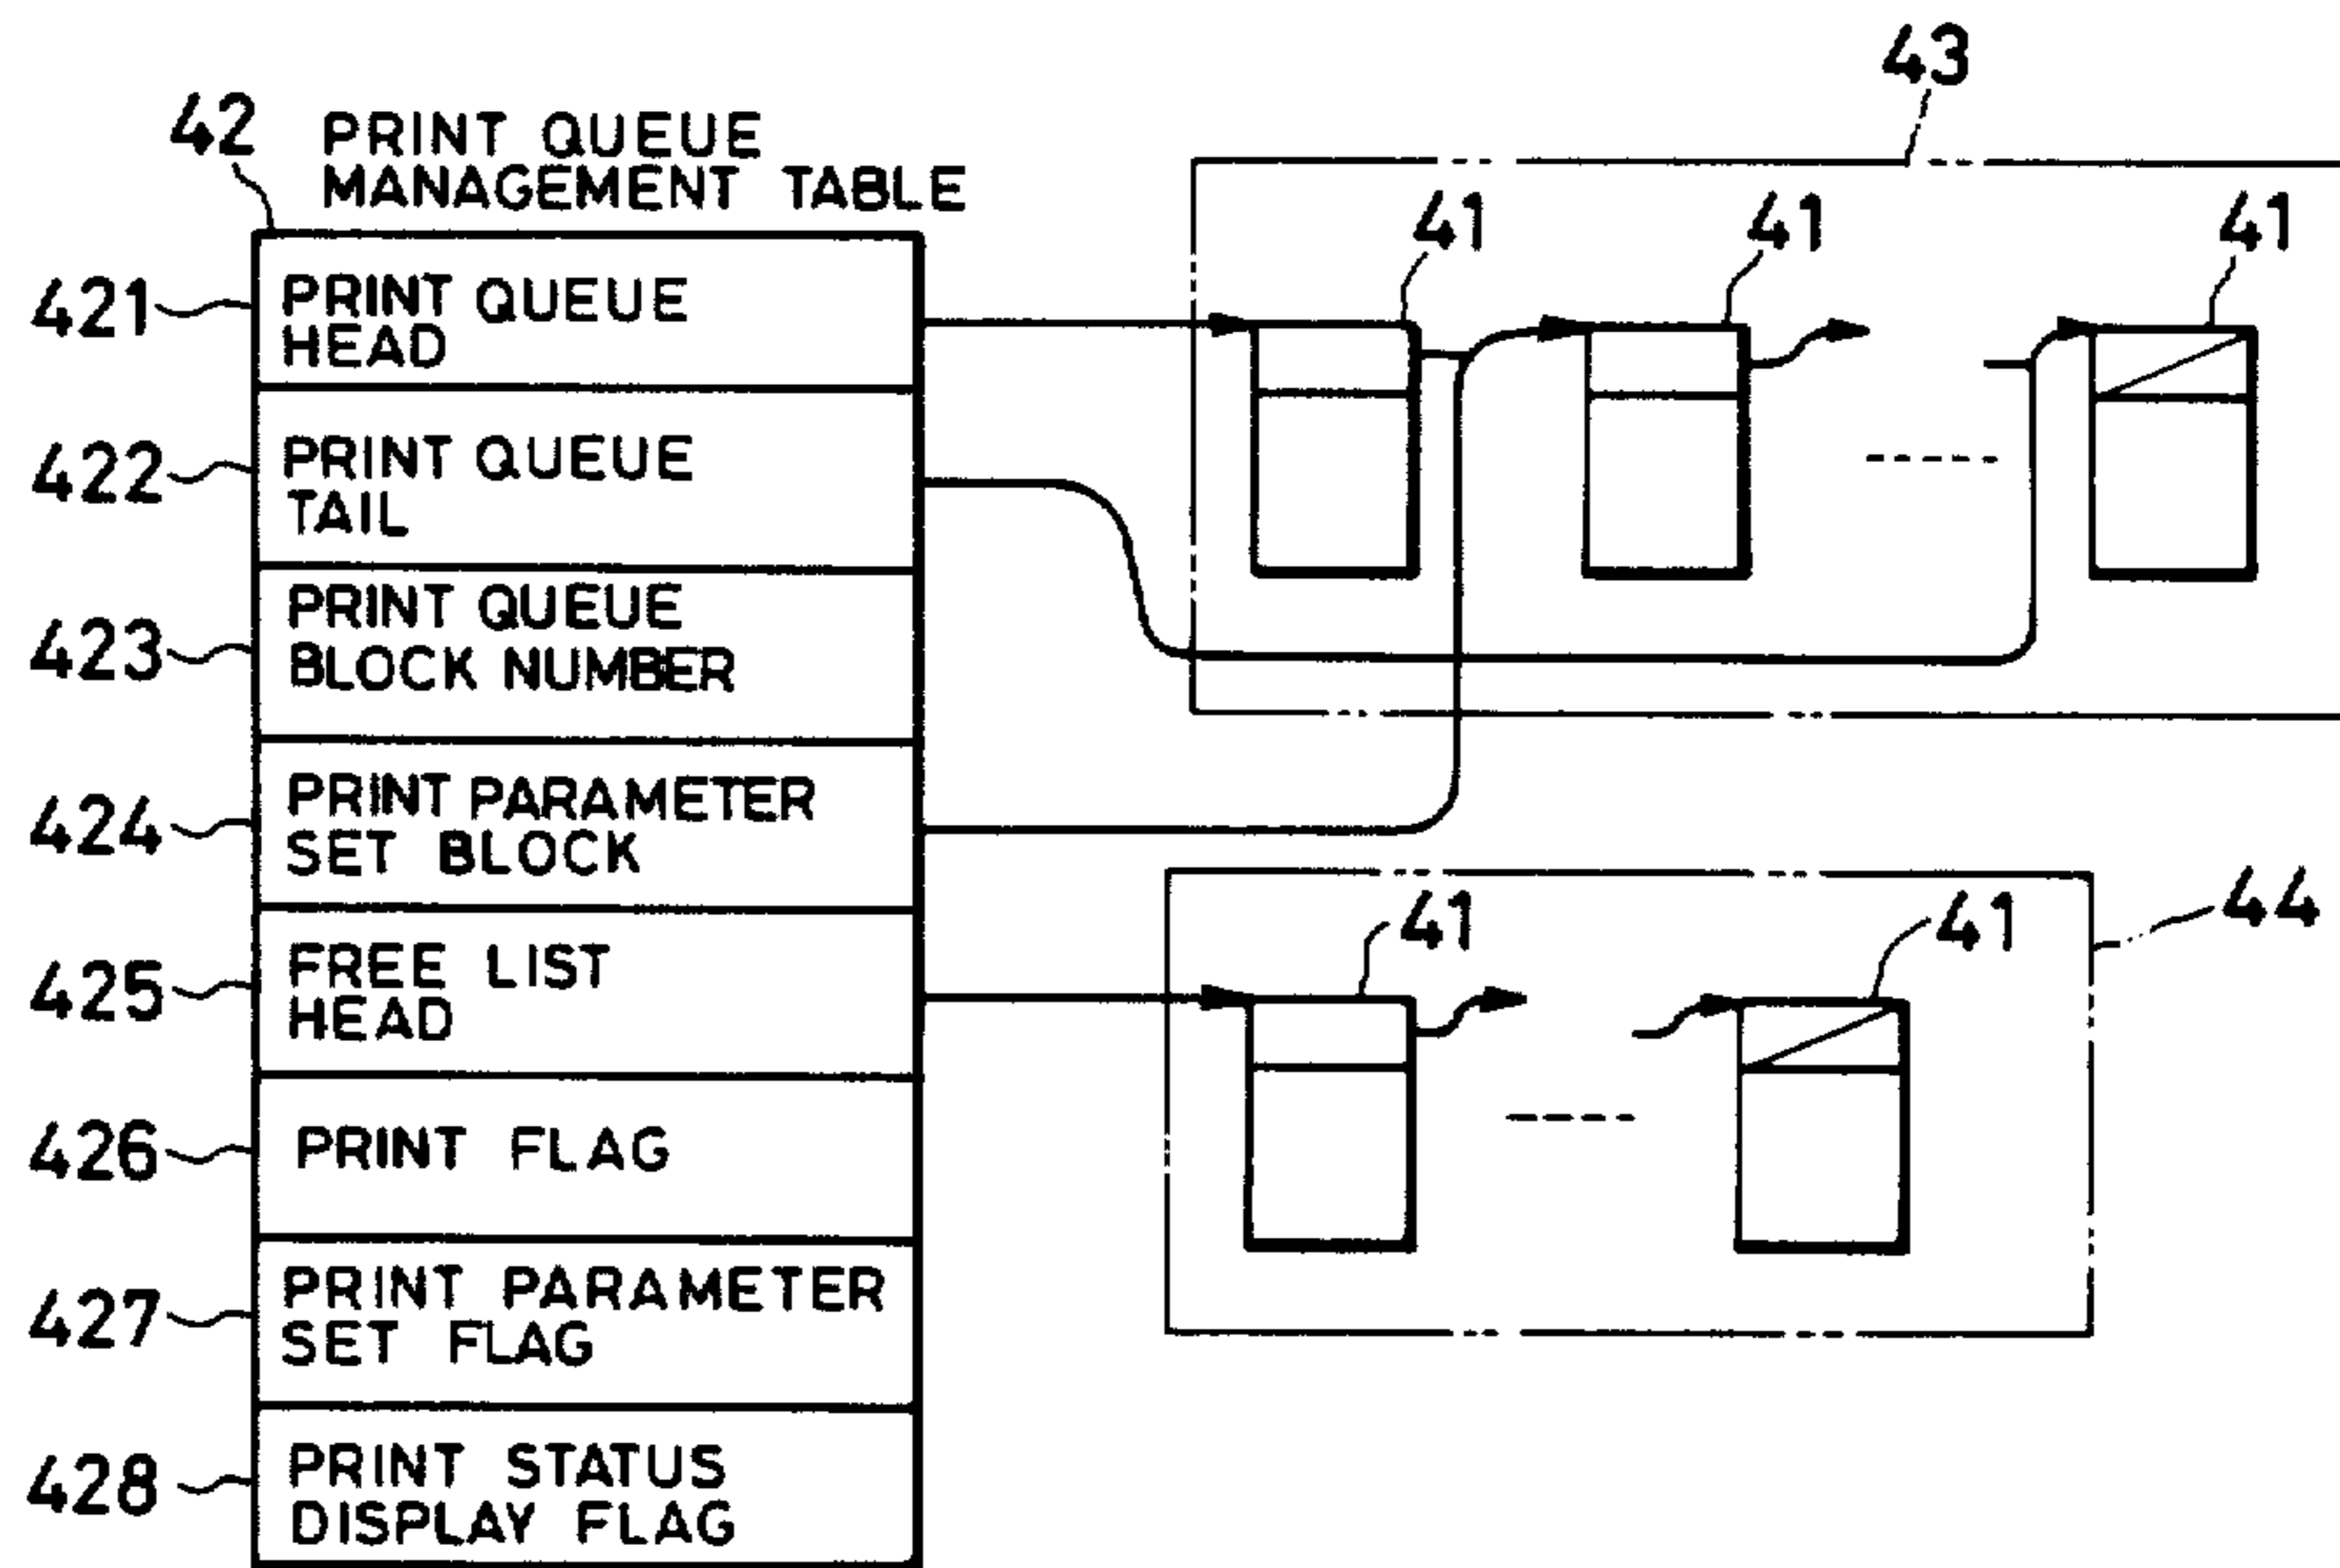 43
42 PRINT QUEUE
MANAGEMENT TABLE
41 41 41
421 PRINT QUEUE
HEAD
422 PRINT QUEUE
TAIL
423 PRINT QUEUE
BLOCK NUMBER
424 PRINT PARAMETER
SET BLOCK
41 41 44
425 FREE LIST
HEAD
426 PRINT FLAG
427 PRINT PARAMETER
SET FLAG
428 PRINT STATUS
DISPLAY FLAG